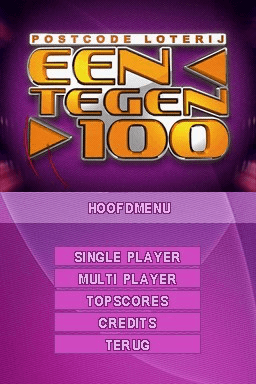 POSTCODE LOTERIJ
EEN
TEGEN
100
HOOFDMENU
SINGLE PLAYER
MULTI PLAYER
TOPSCORES
CREDITS
TERUG